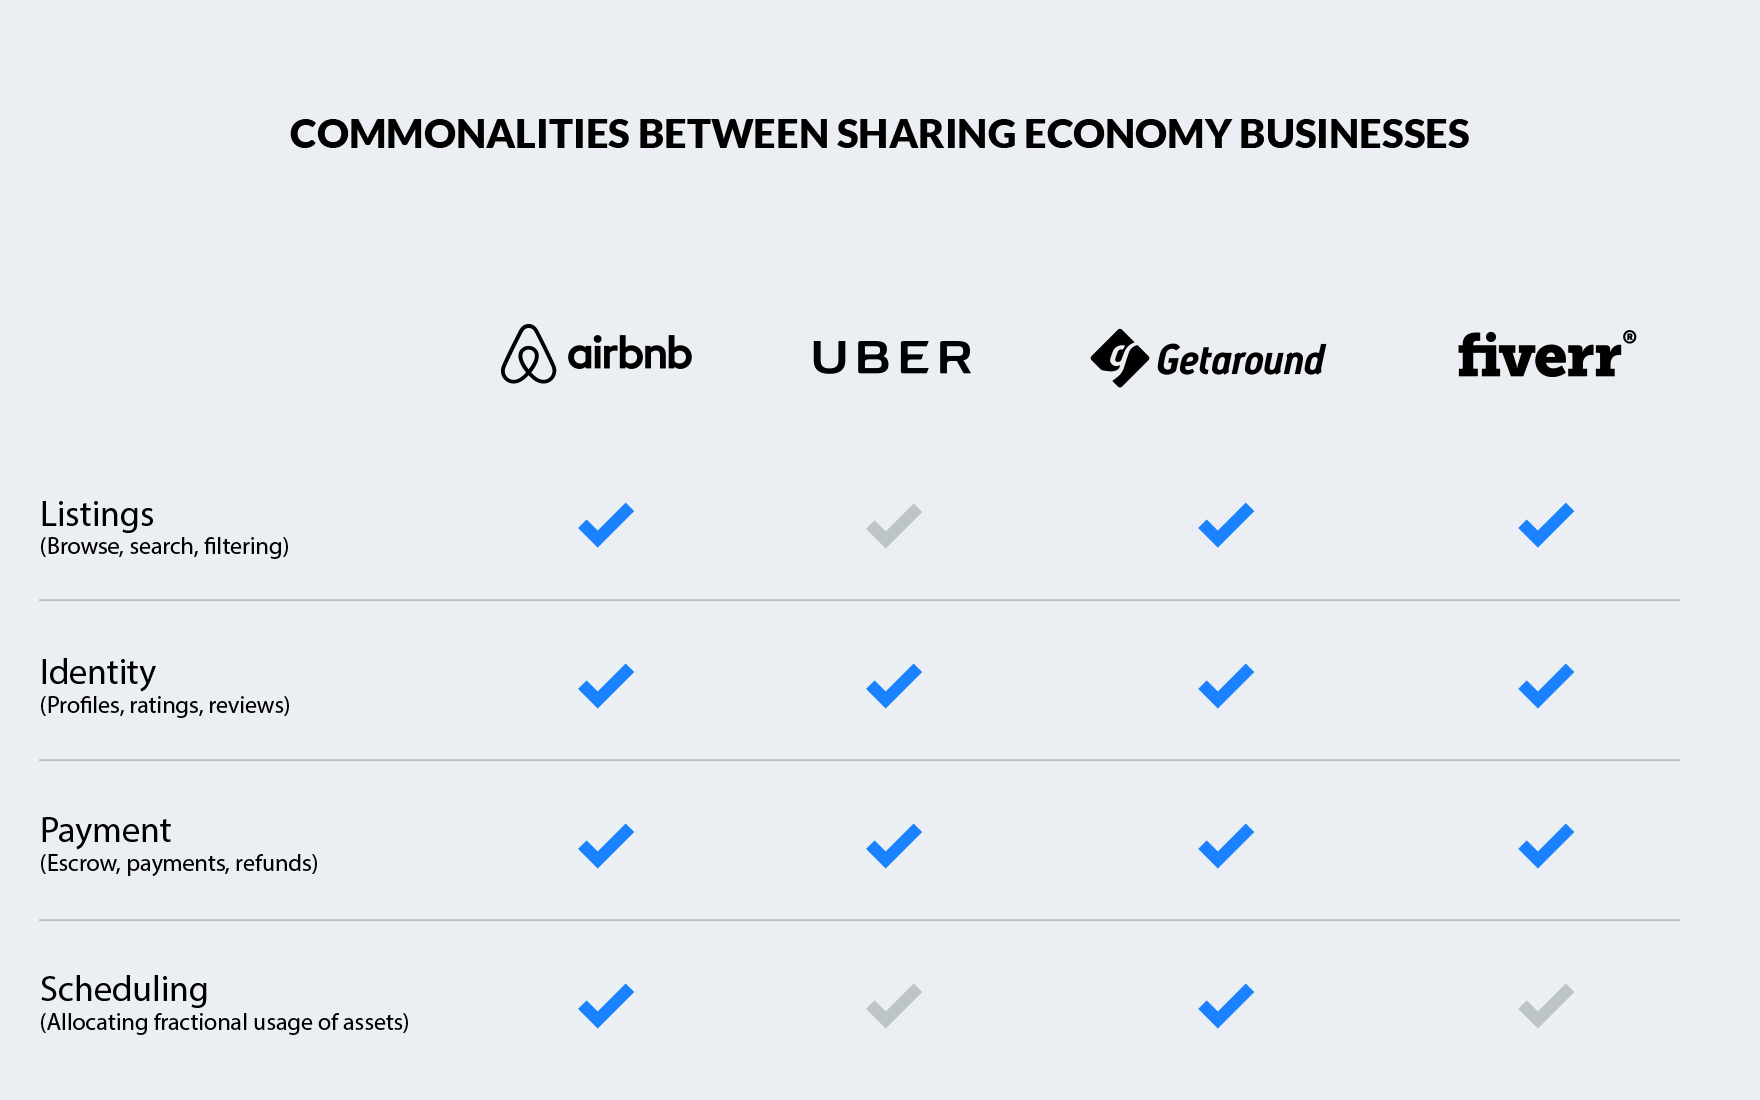 COMMONALITIES BETWEEN SHARING ECONOMY BUSINESSES
airbnb UBER Getaround fiverr®
Listings
(Browse, search, filtering)
Identity
(Profiles, ratings, reviews)
Payment
(Escrow, payments, refunds)
Scheduling
(Allocating fractional usage of assets)